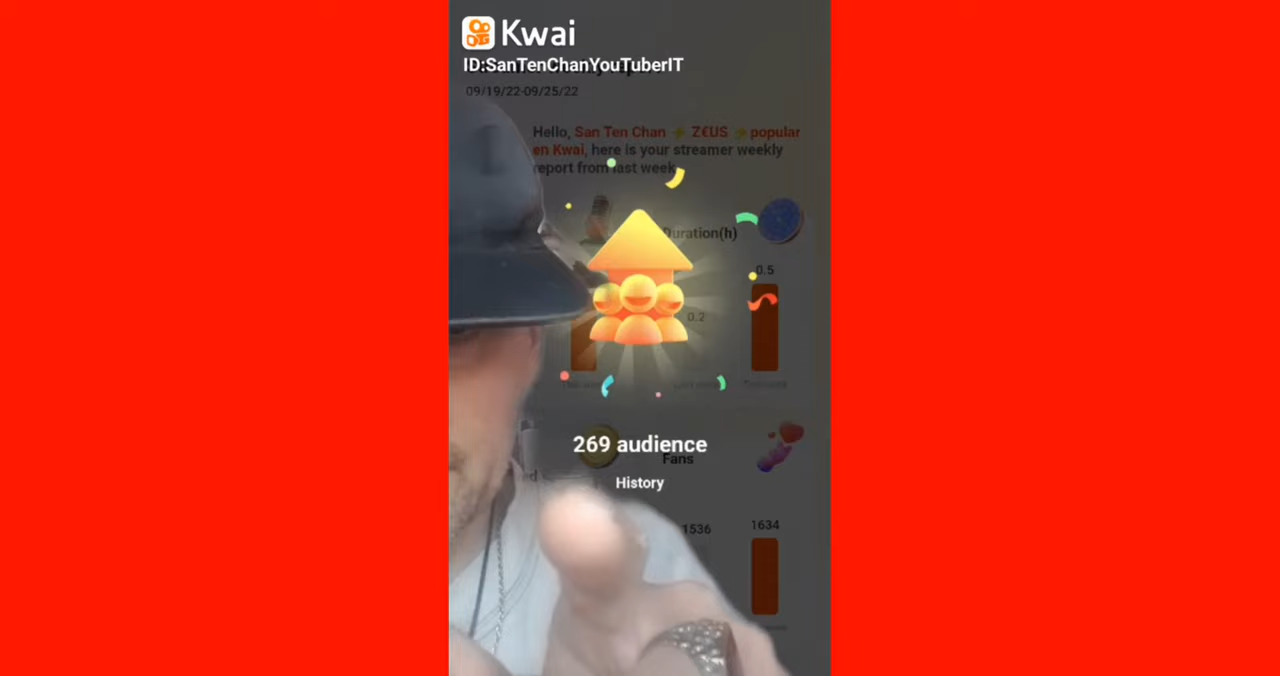 Kwai
ID:SanTenChanYouTuberIT
09/19/22-09/25/22
Hello, San Ten Chan Z€US popular
en Kwai, here is your streamer weekly
report from last week
Duration(h)
0.5
0.2
269 audience
Fans
History
1536
1634